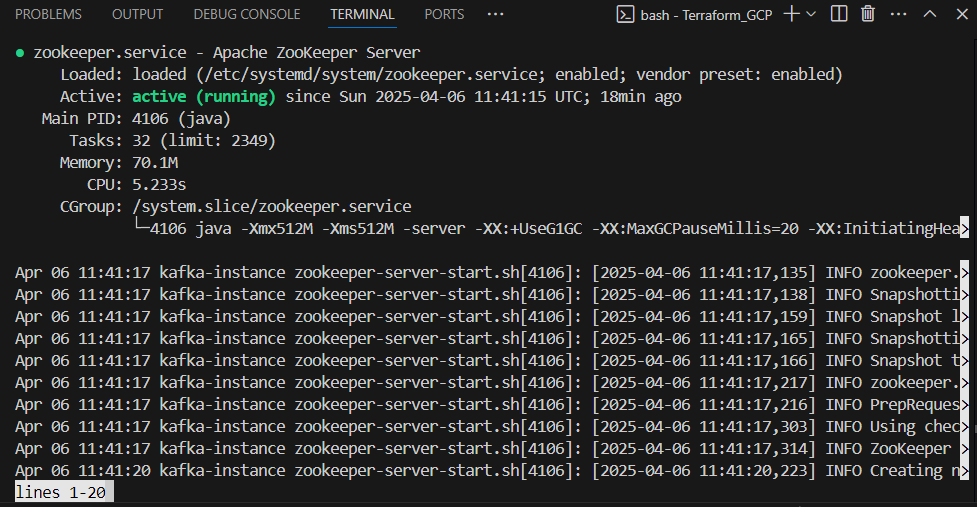 PROBLEMS OUTPUT DEBUG CONSOLE TERMINAL PORTS ··· bash - Terraform_GCP
● zookeeper.service - Apache ZooKeeper Server
Loaded: loaded (/etc/systemd/system/zookeeper.service; enabled; vendor preset: enabled)
Active: active (running) since Sun 2025-04-06 11:41:15 UTC; 18min ago
Main PID: 4106 (java)
Tasks: 32 (limit: 2349)
Memory: 70.1M
CPU: 5.233s
CGroup: /system.slice/zookeeper.service
└─4106 java -Xmx512M -Xms512M -server -XX:+UseG1GC -XX:MaxGCPauseMillis=20 -XX:InitiatingHea>
Apr 06 11:41:17 kafka-instance zookeeper-server-start.sh[4106]: [2025-04-06 11:41:17,135] INFO zookeeper.>
Apr 06 11:41:17 kafka-instance zookeeper-server-start.sh[4106]: [2025-04-06 11:41:17,138] INFO Snapshotti>
Apr 06 11:41:17 kafka-instance zookeeper-server-start.sh[4106]: [2025-04-06 11:41:17,159] INFO Snapshot l>
Apr 06 11:41:17 kafka-instance zookeeper-server-start.sh[4106]: [2025-04-06 11:41:17,165] INFO Snapshotti>
Apr 06 11:41:17 kafka-instance zookeeper-server-start.sh[4106]: [2025-04-06 11:41:17,166] INFO Snapshot t>
Apr 06 11:41:17 kafka-instance zookeeper-server-start.sh[4106]: [2025-04-06 11:41:17,217] INFO zookeeper.>
Apr 06 11:41:17 kafka-instance zookeeper-server-start.sh[4106]: [2025-04-06 11:41:17,216] INFO PrepReques>
Apr 06 11:41:17 kafka-instance zookeeper-server-start.sh[4106]: [2025-04-06 11:41:17,303] INFO Using chec>
Apr 06 11:41:17 kafka-instance zookeeper-server-start.sh[4106]: [2025-04-06 11:41:17,314] INFO ZooKeeper >
Apr 06 11:41:20 kafka-instance zookeeper-server-start.sh[4106]: [2025-04-06 11:41:20,223] INFO Creating n>
lines 1-20